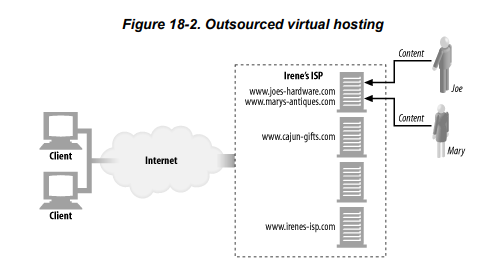 Figure 18-2. Outsourced virtual hosting
Irene's ISP
www.joes-hardware.com
www.marys-antiques.com
Content
Joe
Content
Mary
www.cajun-gifts.com
Client
Internet
Client
www.irenes-isp.com